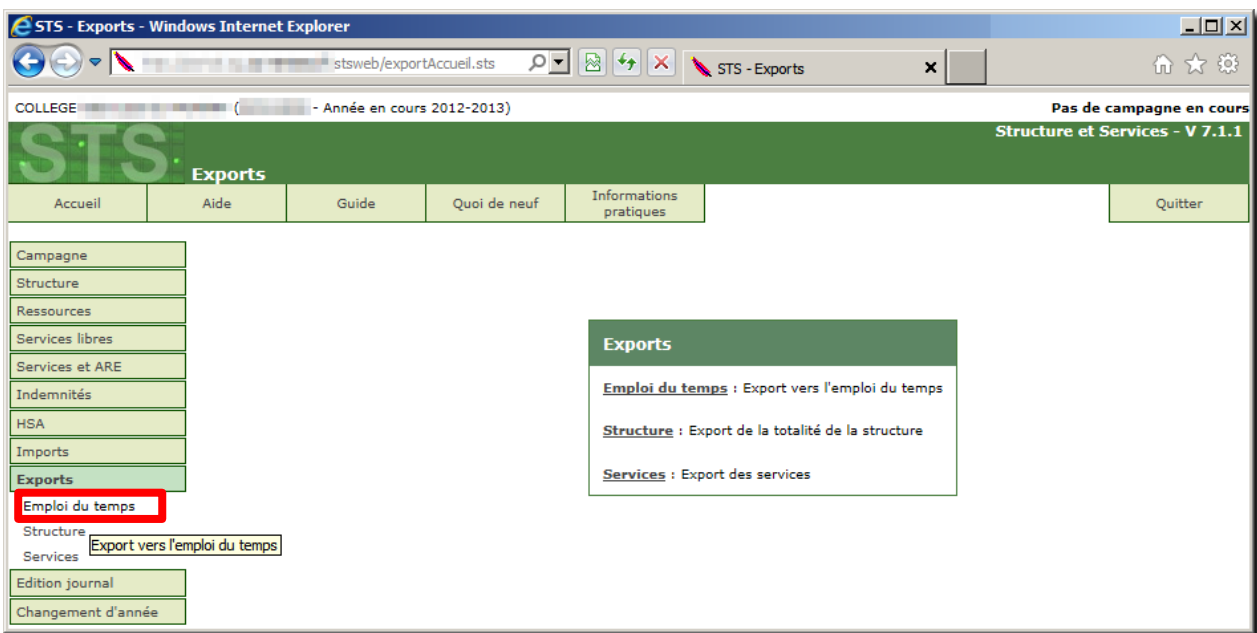 STS - Exports - Windows Internet Explorer
stsweb/exportAccueil.sts
STS - Exports
COLLEGE ( - Année en cours 2012-2013)
Pas de campagne en cours
STS
Structure et Services - V 7.1.1
Exports
Accueil
Aide
Guide
Quoi de neuf
Informations
pratiques
Quitter
Campagne
Structure
Ressources
Services libres
Services et ARE
Indemnités
HSA
Imports
Exports
Emploi du temps
Structure
Export vers l'emploi du temps
Services
Edition journal
Changement d'année
Exports
Emploi du temps : Export vers l'emploi du temps
Structure : Export de la totalité de la structure
Services : Export des services